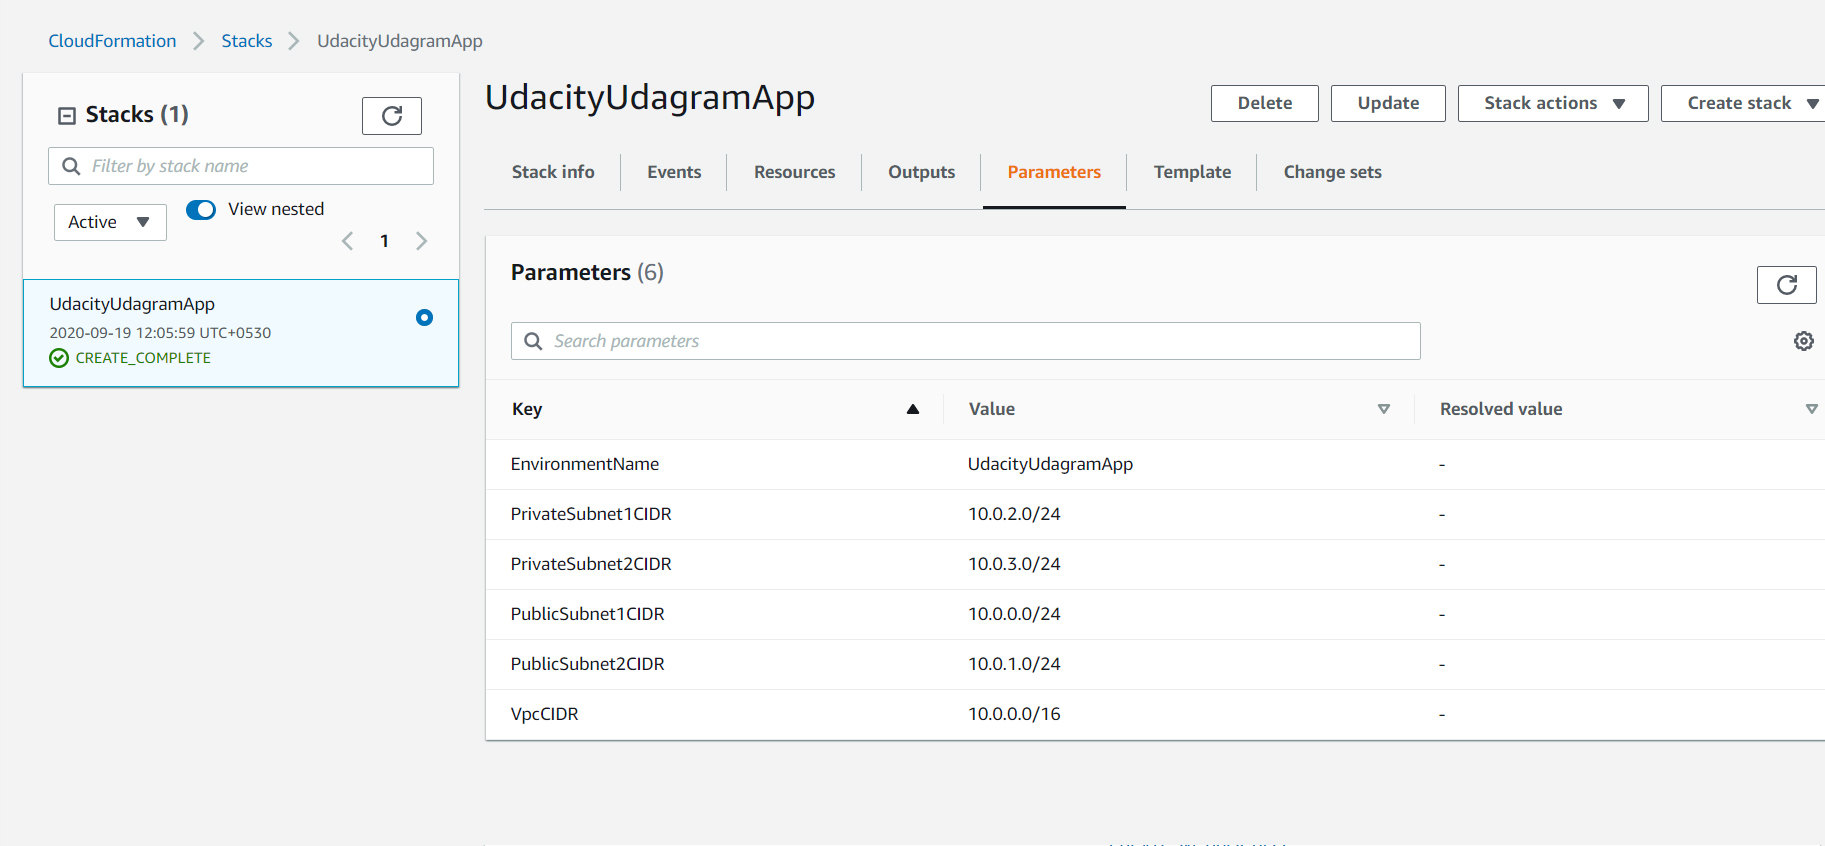 CloudFormation > Stacks > UdacityUdagramApp
Stacks (1)
Filter by stack name
Active
View nested
1
UdacityUdagramApp
2020-09-19 12:05:59 UTC+0530
CREATE_COMPLETE
UdacityUdagramApp
Delete Update Stack actions Create stack
Stack info Events Resources Outputs Parameters Template Change sets
Parameters (6)
Search parameters
Key Value Resolved value
EnvironmentName UdacityUdagramApp -
PrivateSubnet1CIDR 10.0.2.0/24 -
PrivateSubnet2CIDR 10.0.3.0/24 -
PublicSubnet1CIDR 10.0.0.0/24 -
PublicSubnet2CIDR 10.0.1.0/24 -
VpcCIDR 10.0.0.0/16 -